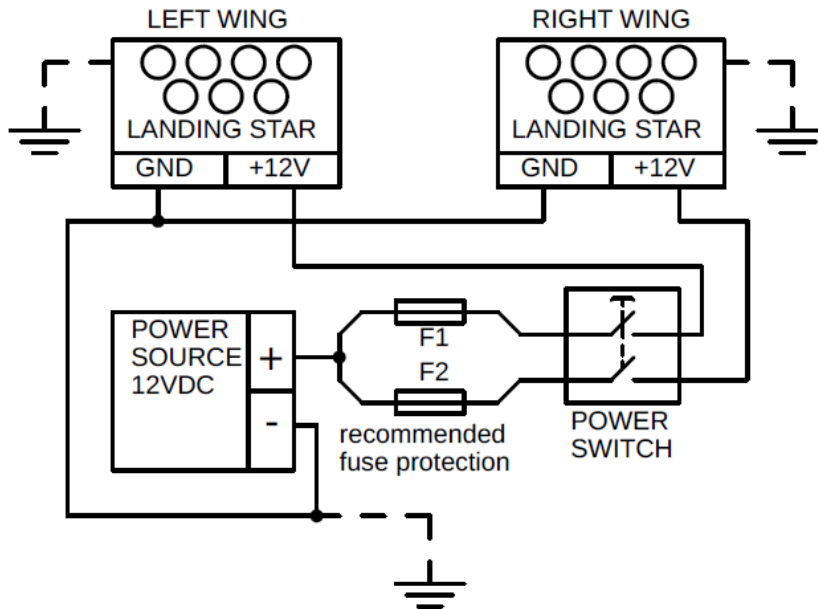 LEFT WING
RIGHT WING
LANDING STAR
LANDING STAR
GND
+12V
GND
+12V
POWER
SOURCE
12VDC
+
-
F1
F2
recommended
fuse protection
POWER
SWITCH